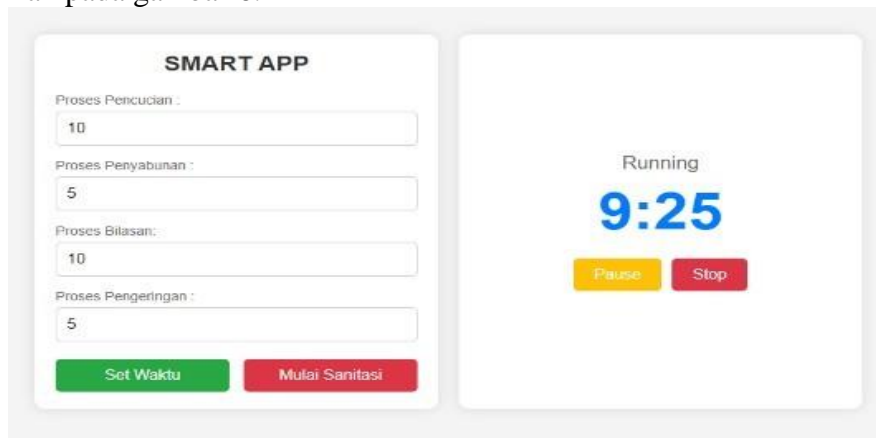 SMART APP
Proses Pencucian :
10
Proses Penyabunan :
5
Proses Bilasan:
10
Proses Pengeringan :
5
Set Waktu
Mulai Sanitasi
Running
9:25
Pause
Stop